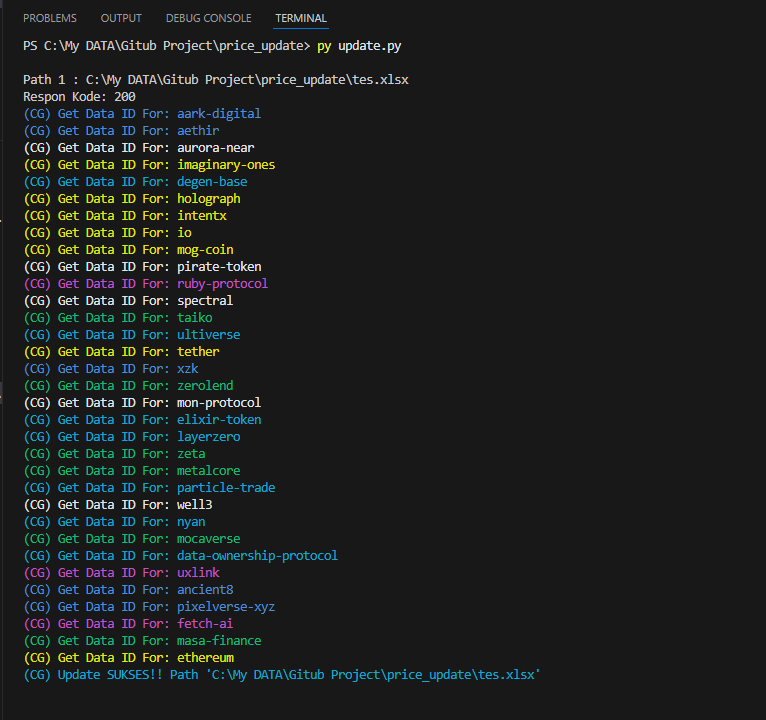 PROBLEMS OUTPUT DEBUG CONSOLE TERMINAL
PS C:\My DATA\Gitub Project\price_update> py update.py
Path 1 : C:\My DATA\Gitub Project\price_update\tes.xlsx
Respon Kode: 200
(CG) Get Data ID For: aark-digital
(CG) Get Data ID For: aethir
(CG) Get Data ID For: aurora-near
(CG) Get Data ID For: imaginary-ones
(CG) Get Data ID For: degen-base
(CG) Get Data ID For: holograph
(CG) Get Data ID For: intentx
(CG) Get Data ID For: io
(CG) Get Data ID For: mog-coin
(CG) Get Data ID For: pirate-token
(CG) Get Data ID For: ruby-protocol
(CG) Get Data ID For: spectral
(CG) Get Data ID For: taiko
(CG) Get Data ID For: ultiverse
(CG) Get Data ID For: tether
(CG) Get Data ID For: xzk
(CG) Get Data ID For: zerolend
(CG) Get Data ID For: mon-protocol
(CG) Get Data ID For: elixir-token
(CG) Get Data ID For: layerzero
(CG) Get Data ID For: zeta
(CG) Get Data ID For: metalcore
(CG) Get Data ID For: particle-trade
(CG) Get Data ID For: well3
(CG) Get Data ID For: nyan
(CG) Get Data ID For: mocaverse
(CG) Get Data ID For: data-ownership-protocol
(CG) Get Data ID For: uxlink
(CG) Get Data ID For: ancient8
(CG) Get Data ID For: pixelverse-xyz
(CG) Get Data ID For: fetch-ai
(CG) Get Data ID For: masa-finance
(CG) Get Data ID For: ethereum
(CG) Update SUKSES!! Path 'C:\My DATA\Gitub Project\price_update\tes.xlsx'